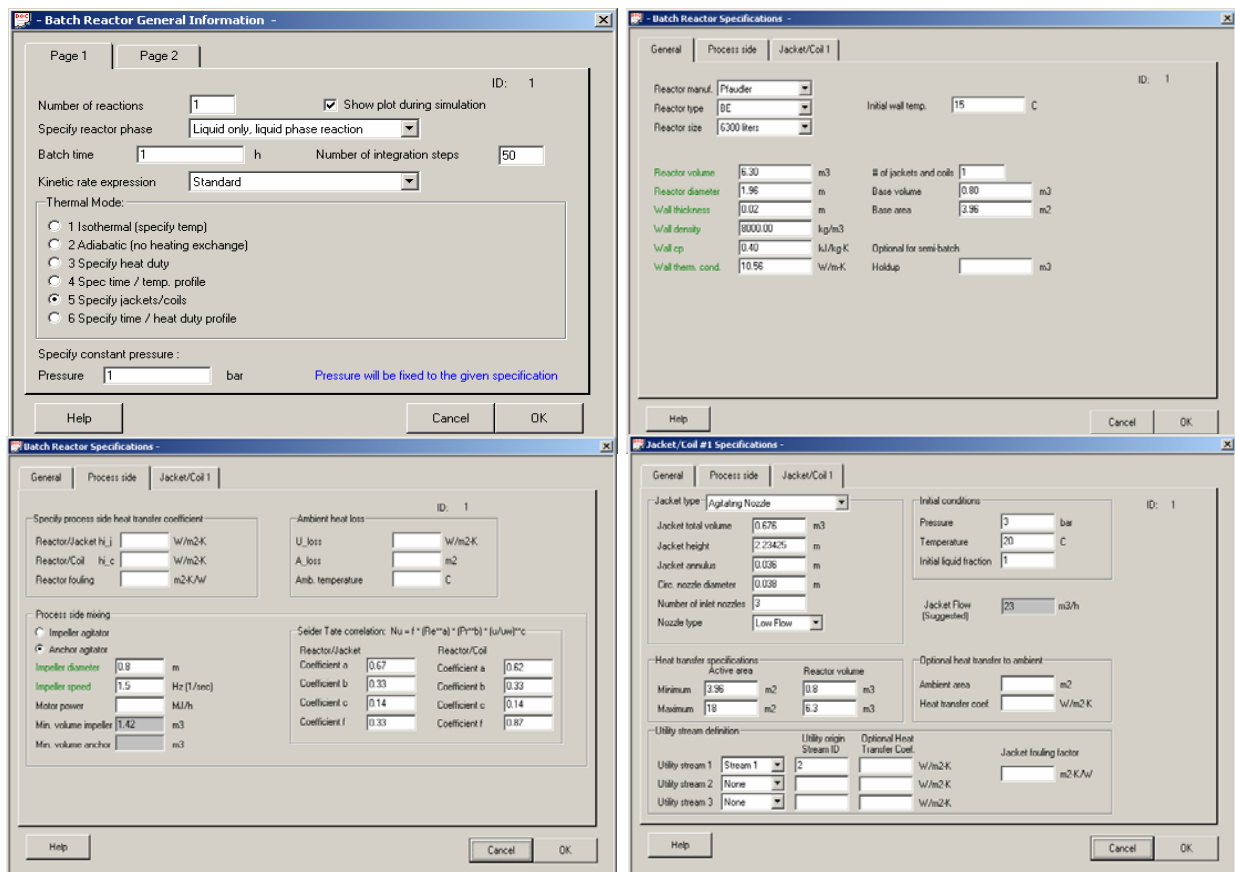 - Batch Reactor General Information -
Page 1 Page 2
ID: 1
Number of reactions 1 Show plot during simulation
Specify reactor phase Liquid only, liquid phase reaction
Batch time 1 h Number of integration steps 50
Kinetic rate expression Standard
Thermal Mode:
1 Isothermal (specify temp)
2 Adiabatic (no heating exchange)
3 Specify heat duty
4 Spec time / temp. profile
5 Specify jackets/coils
6 Specify time / heat duty profile
Specify constant pressure :
Pressure 1 bar Pressure will be fixed to the given specification
Help Cancel OK
- Batch Reactor Specifications -
General Process side Jacket/Coil 1
ID: 1
Reactor manuf. Pfaudler
Reactor type BE Initial wall temp. 15 C
Reactor size 6300 liters
Reactor volume 6.30 m3 # of jackets and coils 1
Reactor diameter 1.96 m Base volume 0.80 m3
Wall thickness 0.02 m Base area 3.96 m2
Wall density 8000.00 kg/m3
Wall cp 0.40 kJ/kg-K Optional for semi-batch
Wall therm. cond. 10.56 W/m-K Holdup m3
Help Cancel OK
Batch Reactor Specifications -
General Process side Jacket/Coil 1
ID: 1
Specify process side heat transfer coefficient Ambient heat loss
Reactor/Jacket hi_j W/m2-K U_loss W/m2-K
Reactor/Coil hi_c W/m2-K A_loss m2
Reactor fouling m2-K/W Amb. temperature C
Process side mixing
Impeller agitator Seider Tate correlation: Nu = f * (Re**a) * (Pr**b) * (u/uw)**c
Anchor agitator Reactor/Jacket Reactor/Coil
Impeller diameter 0.8 m Coefficient a 0.67 Coefficient a 0.62
Impeller speed 1.5 Hz (1/sec) Coefficient b 0.33 Coefficient b 0.33
Motor power MJ/h Coefficient c 0.14 Coefficient c 0.14
Min. volume impeller 1.42 m3 Coefficient f 0.33 Coefficient f 0.87
Min. volume anchor m3
Help Cancel OK
Jacket/Coil #1 Specifications -
General Process side Jacket/Coil 1
Jacket type Agitating Nozzle Initial conditions ID: 1
Jacket total volume 0.676 m3 Pressure 3 bar
Jacket height 2.23425 m Temperature 20 C
Jacket annulus 0.036 m Initial liquid fraction 1
Circ. nozzle diameter 0.038 m
Number of inlet nozzles 3 Jacket Flow 23 m3/h
(Suggested)
Nozzle type Low Flow
Heat transfer specifications Optional heat transfer to ambient
Active area Reactor volume
Minimum 3.96 m2 0.8 m3 Ambient area m2
Maximum 18 m2 6.3 m3 Heat transfer coef. W/m2-K
Utility stream definition Utility origin Optional Heat
Stream ID Transfer Coef. Jacket fouling factor
Utility stream 1 Stream 1 2 W/m2-K m2-K/W
Utility stream 2 None W/m2-K
Utility stream 3 None W/m2-K
Help Cancel OK